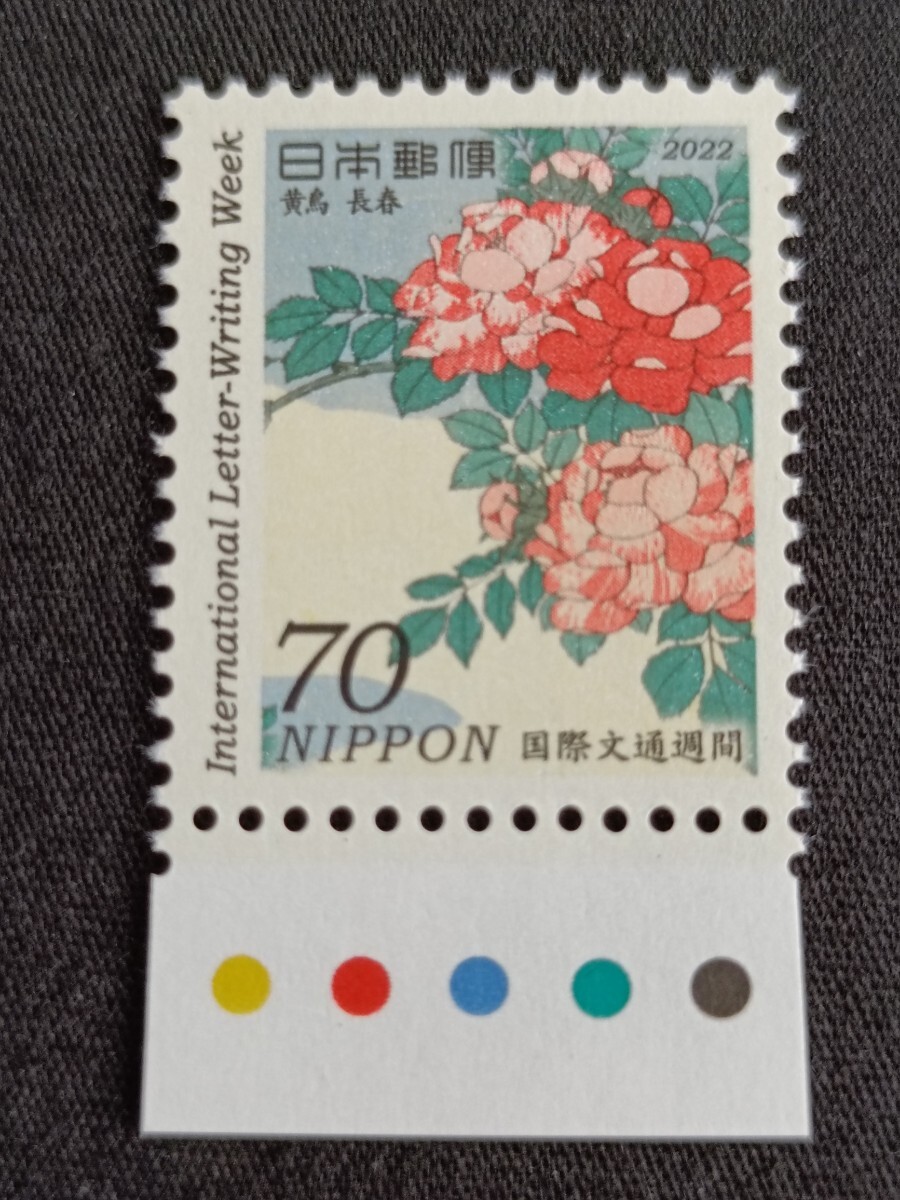 日本郵便
2022
黄鳥 長春
International Letter-Writing Week
70
NIPPON 国際文通週間